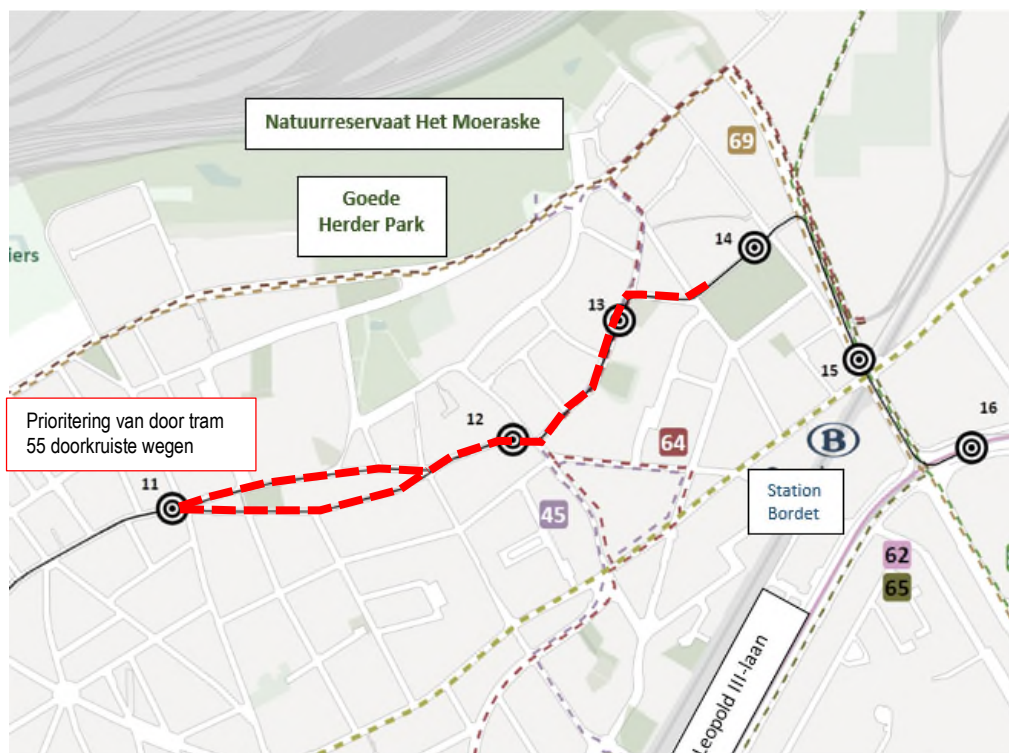 Natuurreservaat Het Moeraske
69
Goede
Herder Park
iers
14
13
15
Prioritering van door tram
55 doorkruiste wegen
12
16
64
B
11
Station
Bordet
45
62
65
Leopold III-laan